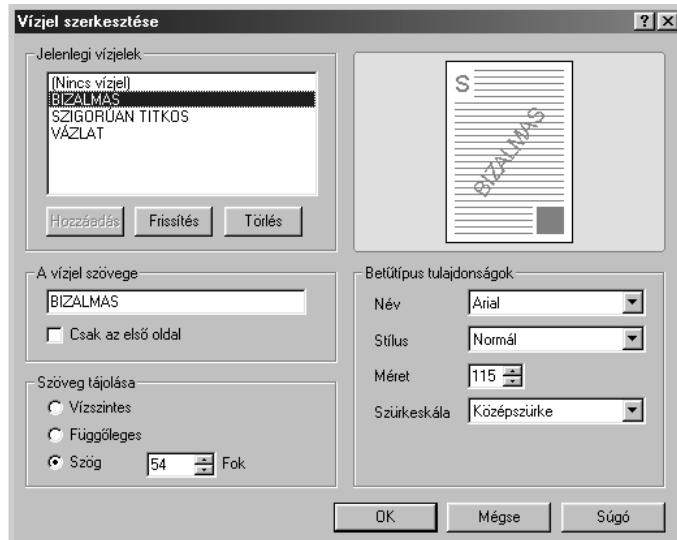 Vízjel szerkesztése
Jelenlegi vízjelek
(Nincs vízjel)
BIZALMAS
SZIGORÚAN TITKOS
VÁZLAT
Hozzáadás
Frissítés
Törlés
S
BIZALMAS
A vízjel szövege
BIZALMAS
Csak az első oldal
Szöveg tájolása
Vízszintes
Függőleges
Szög 54 Fok
Betűtípus tulajdonságok
Név Arial
Stílus Normál
Méret 115
Szürkeskála Középszürke
OK
Mégse
Súgó